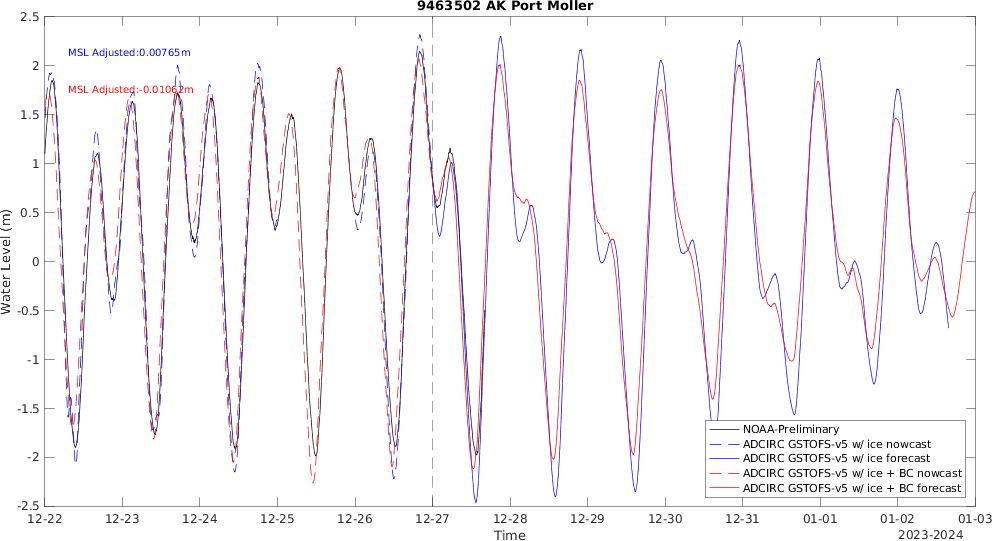 9463502 AK Port Moller
MSL Adjusted:0.00765m
MSL Adjusted:-0.01062m
Water Level (m)
2.5
2
1.5
1
0.5
0
-0.5
-1
-1.5
-2
-2.5
NOAA-Preliminary
ADCIRC GSTOFS-v5 w/ ice nowcast
ADCIRC GSTOFS-v5 w/ ice forecast
ADCIRC GSTOFS-v5 w/ ice + BC nowcast
ADCIRC GSTOFS-v5 w/ ice + BC forecast
12-22 12-23 12-24 12-25 12-26 12-27 12-28 12-29 12-30 12-31 01-01 01-02 01-03
Time
2023-2024